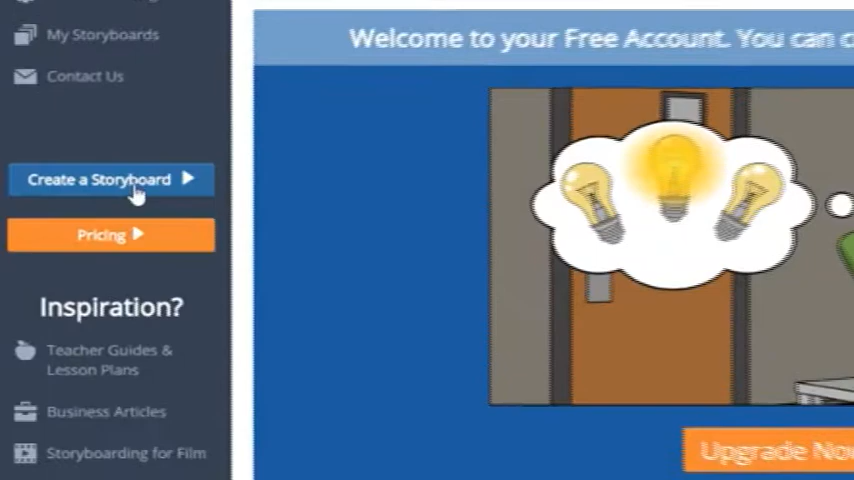 My Storyboards
Contact Us
Create a Storyboard
Pricing
Inspiration?
Teacher Guides &
Lesson Plans
Business Articles
Storyboarding for Film
Welcome to your Free Account. You can
Upgrade